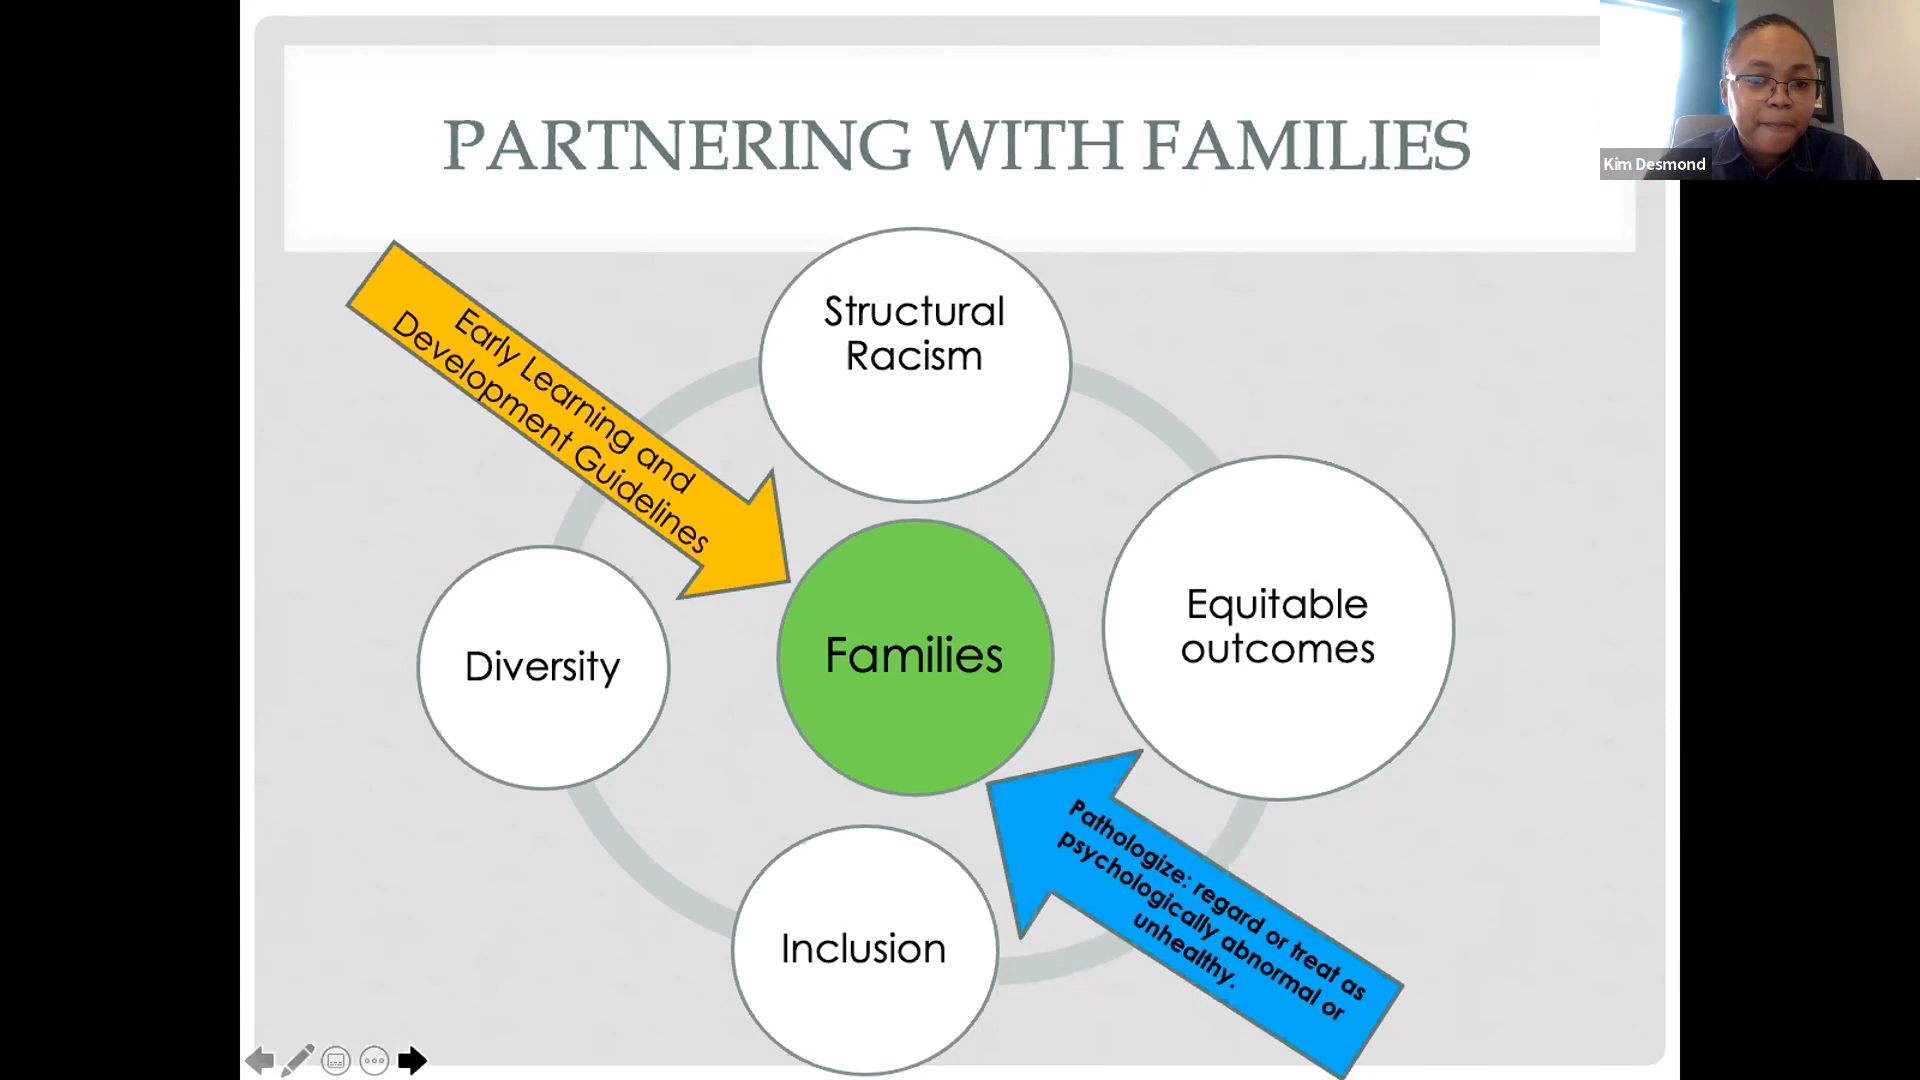 PARTNERING WITH FAMILIES
Kim Desmond
Structural
Racism
Early Learning and
Development Guidelines
Equitable
outcomes
Diversity
Families
Inclusion
Pathologize: regard or treat as
psychologically abnormal or
unhealthy.